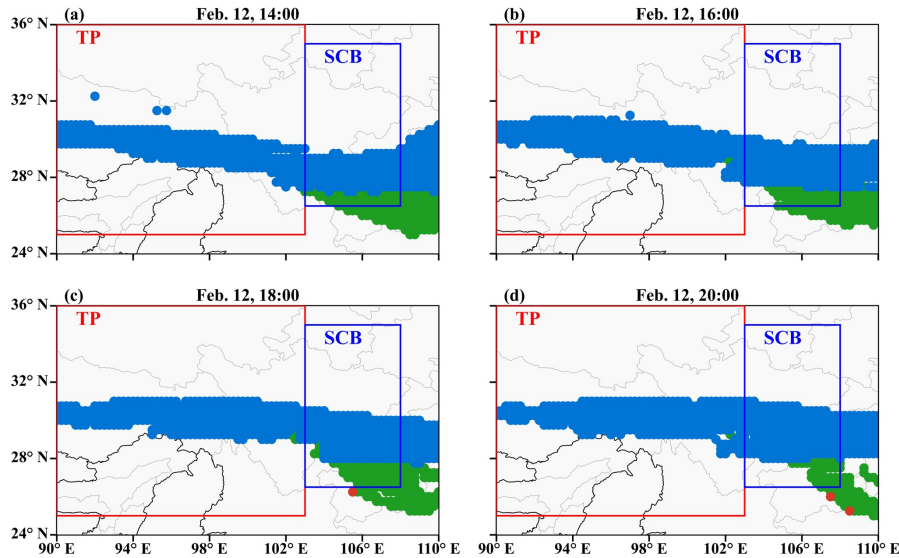 (a) Feb. 12, 14:00
36° N
TP
SCB
32° N
28° N
24° N
(b) Feb. 12, 16:00
TP
SCB
(c) Feb. 12, 18:00
36° N
TP
SCB
32° N
28° N
24° N
90° E 94° E 98° E 102° E 106° E 110° E
(d) Feb. 12, 20:00
TP
SCB
90° E 94° E 98° E 102° E 106° E 110° E